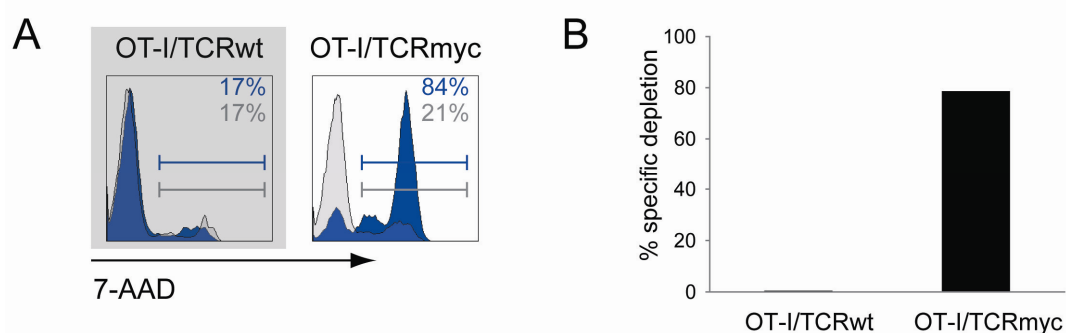 A
OT-I/TCRwt
OT-I/TCRmyc
17%
17%
84%
21%
7-AAD
B
% specific depletion
100
80
60
40
20
0
OT-I/TCRwt
OT-I/TCRmyc